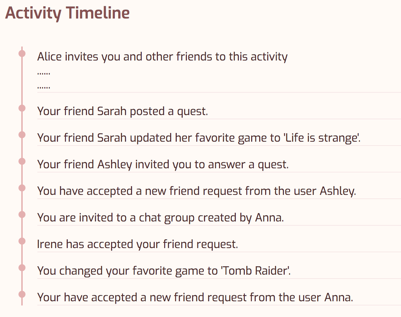 Activity Timeline
Alice invites you and other friends to this activity
......
......
Your friend Sarah posted a quest.
Your friend Sarah updated her favorite game to 'Life is strange'.
Your friend Ashley invited you to answer a quest.
You have accepted a new friend request from the user Ashley.
You are invited to a chat group created by Anna.
Irene has accepted your friend request.
You changed your favorite game to 'Tomb Raider'.
Your have accepted a new friend request from the user Anna.